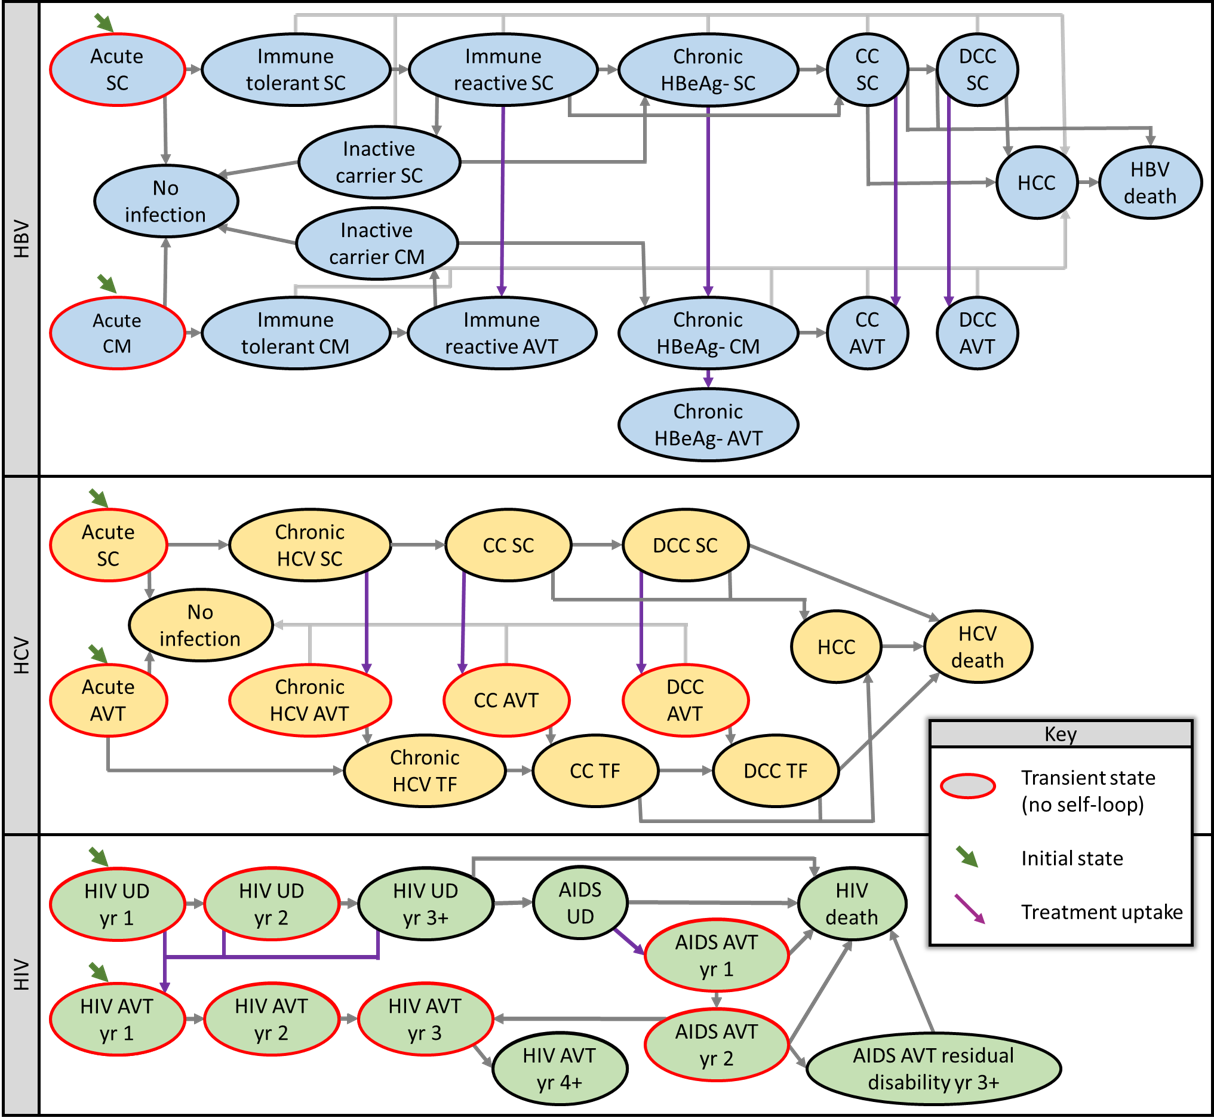 HBV
Acute
SC
Immune
tolerant SC
Immune
reactive SC
Chronic
HBeAg- SC
CC
SC
DCC
SC
Inactive
carrier SC
No
infection
HCC
HBV
death
Inactive
carrier CM
Acute
CM
Immune
tolerant CM
Immune
reactive AVT
Chronic
HBeAg- CM
CC
AVT
DCC
AVT
Chronic
HBeAg- AVT
HCV
Acute
SC
Chronic
HCV SC
CC SC
DCC SC
No
infection
HCC
HCV
death
Acute
AVT
Chronic
HCV AVT
CC AVT
DCC
AVT
Chronic
HCV TF
CC TF
DCC TF
Key
Transient state
(no self-loop)
Initial state
Treatment uptake
HIV
HIV UD
yr 1
HIV UD
yr 2
HIV UD
yr 3+
AIDS
UD
HIV
death
AIDS AVT
yr 1
HIV AVT
yr 1
HIV AVT
yr 2
HIV AVT
yr 3
AIDS AVT
yr 2
HIV AVT
yr 4+
AIDS AVT residual
disability yr 3+